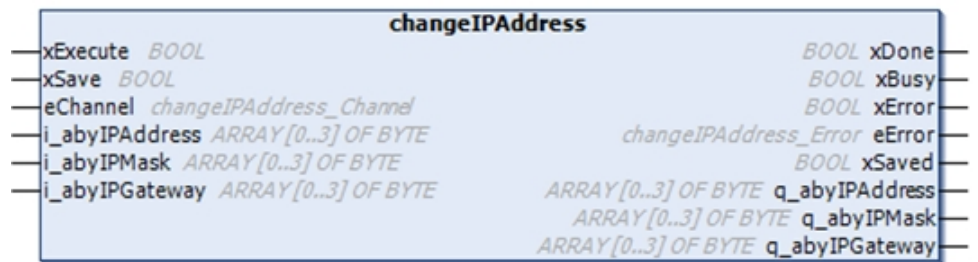 changeIPAddress
xExecute BOOL BOOL xDone
xSave BOOL BOOL xBusy
eChannel changeIPAddress_Channel BOOL xError
i_abyIPAddress ARRAY [0..3] OF BYTE changeIPAddress_Error eError
i_abyIPMask ARRAY [0..3] OF BYTE BOOL xSaved
i_abyIPGateway ARRAY [0..3] OF BYTE ARRAY [0..3] OF BYTE q_abyIPAddress
ARRAY [0..3] OF BYTE q_abyIPMask
ARRAY [0..3] OF BYTE q_abyIPGateway